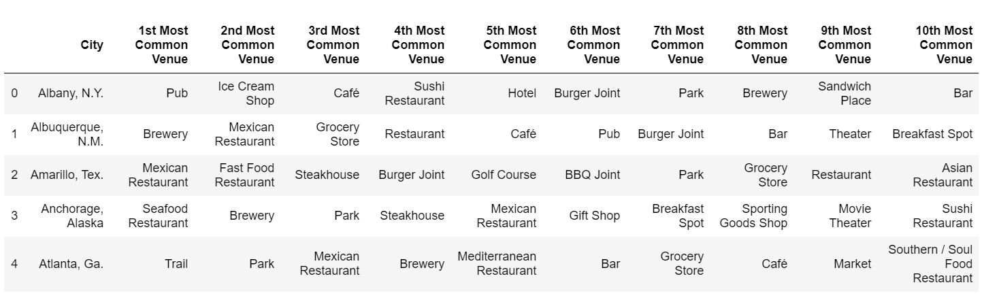 City 1st Most Common Venue 2nd Most Common Venue 3rd Most Common Venue 4th Most Common Venue 5th Most Common Venue 6th Most Common Venue 7th Most Common Venue 8th Most Common Venue 9th Most Common Venue 10th Most Common Venue
0 Albany, N.Y. Pub Ice Cream Shop Café Sushi Restaurant Hotel Burger Joint Park Brewery Sandwich Place Bar
1 Albuquerque, N.M. Brewery Mexican Restaurant Grocery Store Restaurant Café Pub Burger Joint Bar Theater Breakfast Spot
2 Amarillo, Tex. Mexican Restaurant Fast Food Restaurant Steakhouse Burger Joint Golf Course BBQ Joint Park Grocery Store Restaurant Asian Restaurant
3 Anchorage, Alaska Seafood Restaurant Brewery Park Steakhouse Mexican Restaurant Gift Shop Breakfast Spot Sporting Goods Shop Movie Theater Sushi Restaurant
4 Atlanta, Ga. Trail Park Mexican Restaurant Brewery Mediterranean Restaurant Bar Grocery Store Café Market Southern / Soul Food Restaurant